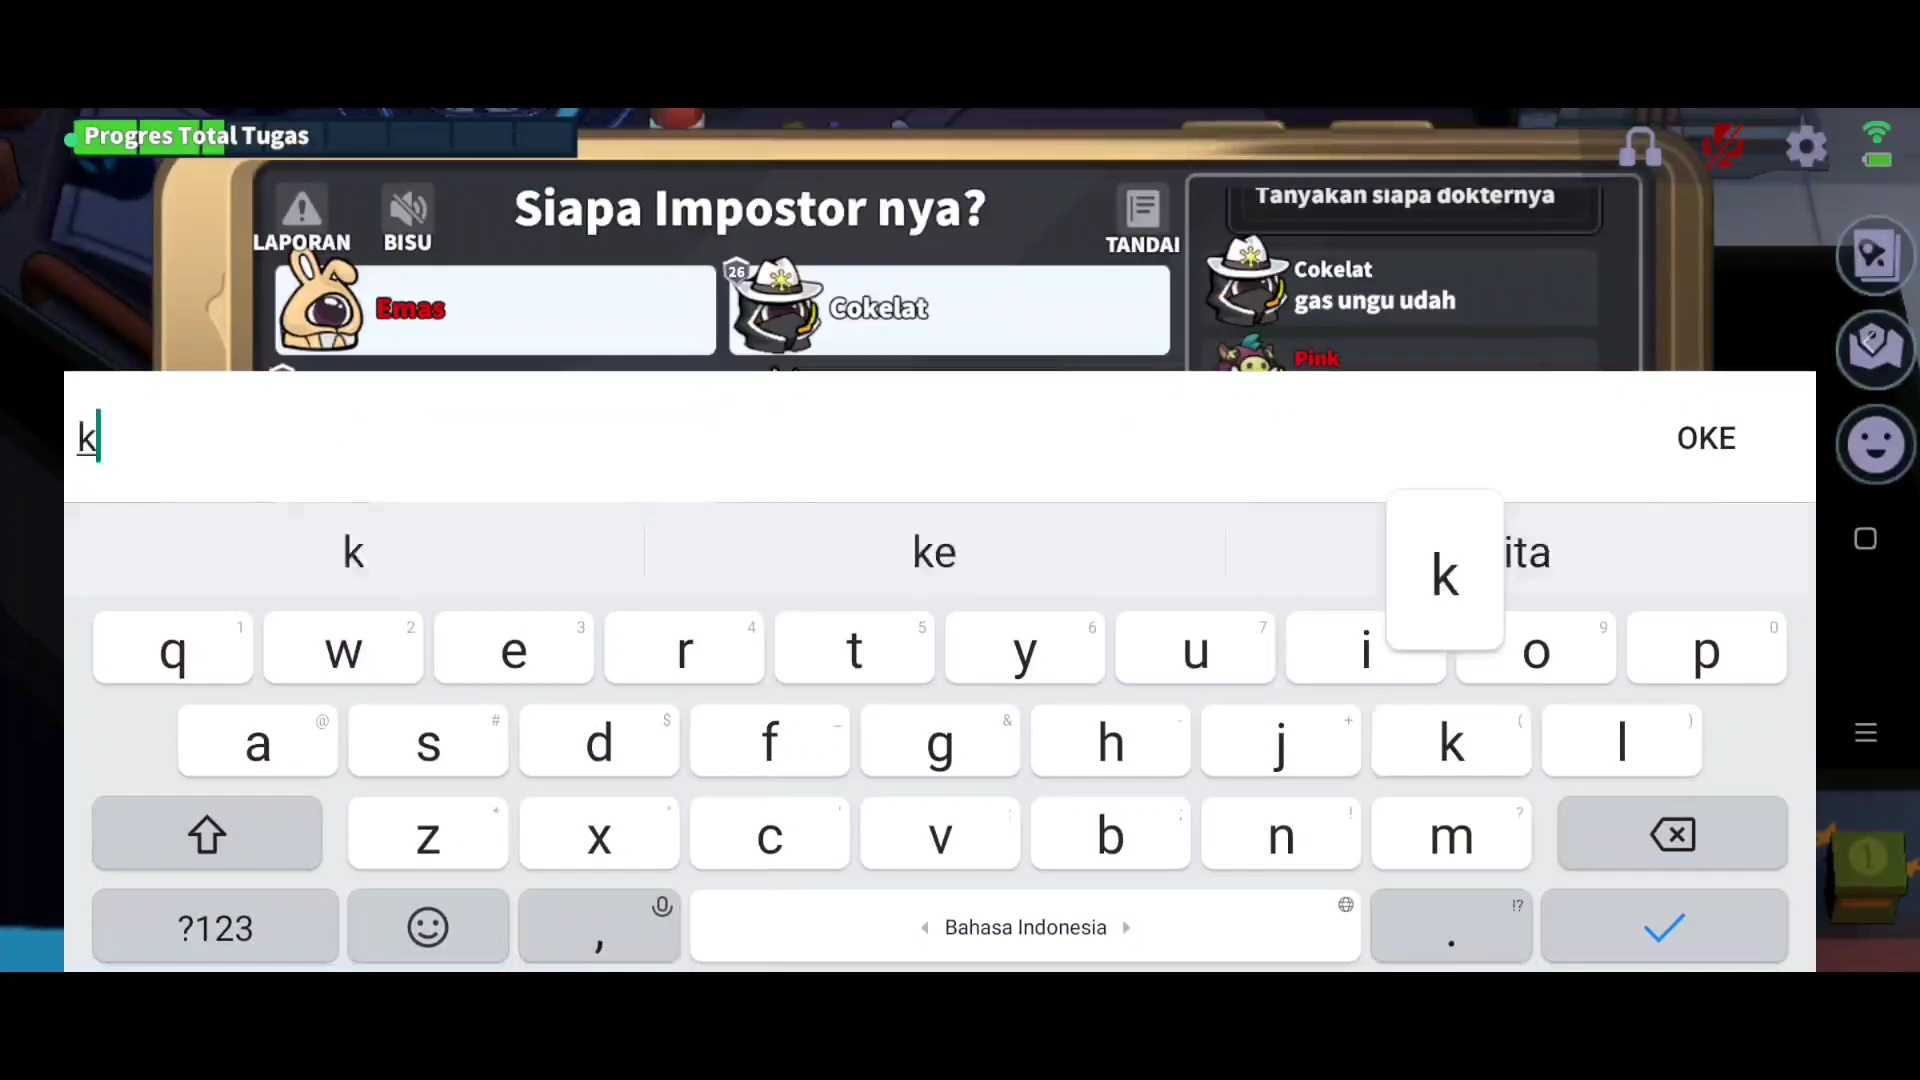 Progres Total Tugas
Siapa Impostor nya?
LAPORAN
BISU
TANDAI
Emas
26
Cokelat
Tanyakan siapa dokternya
Cokelat
gas ungu udah
Pink
k
OKE
k
ke
ita
k
q 1 w 2 e 3 r 4 t 5 y 6 u 7 i o 9 p 0
a @ s # d $ f _ g & h - j + k ( l )
z * x " c ' v : b ; n ! m ?
?123 , Bahasa Indonesia . !?
1